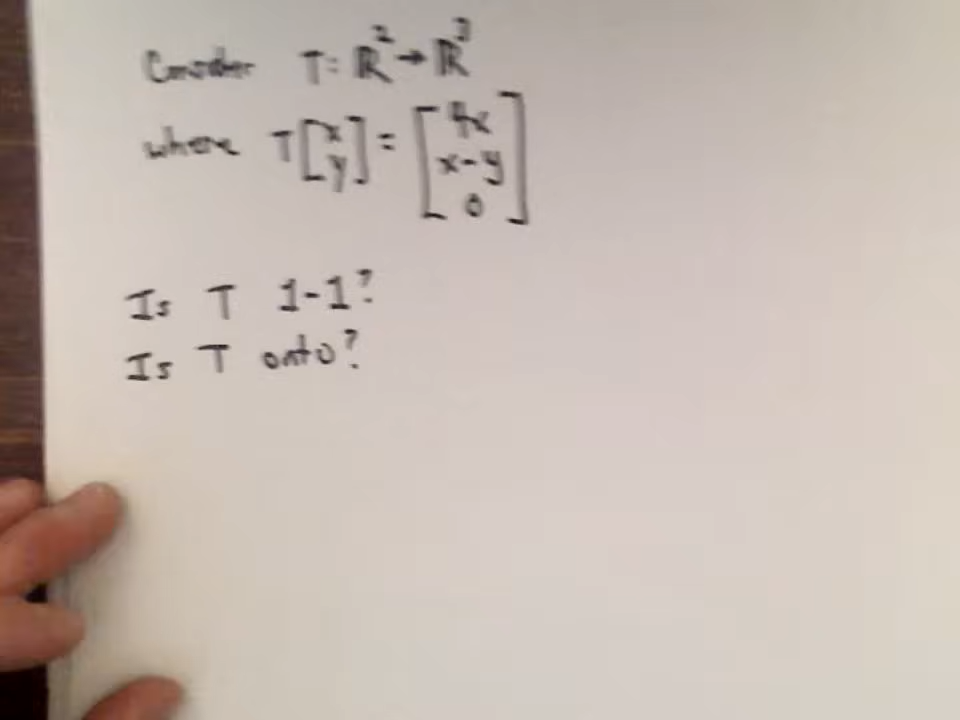 Consider T: ℝ² → ℝ³
where T[x y] = [4x x-y 0]
Is T 1-1?
Is T onto?